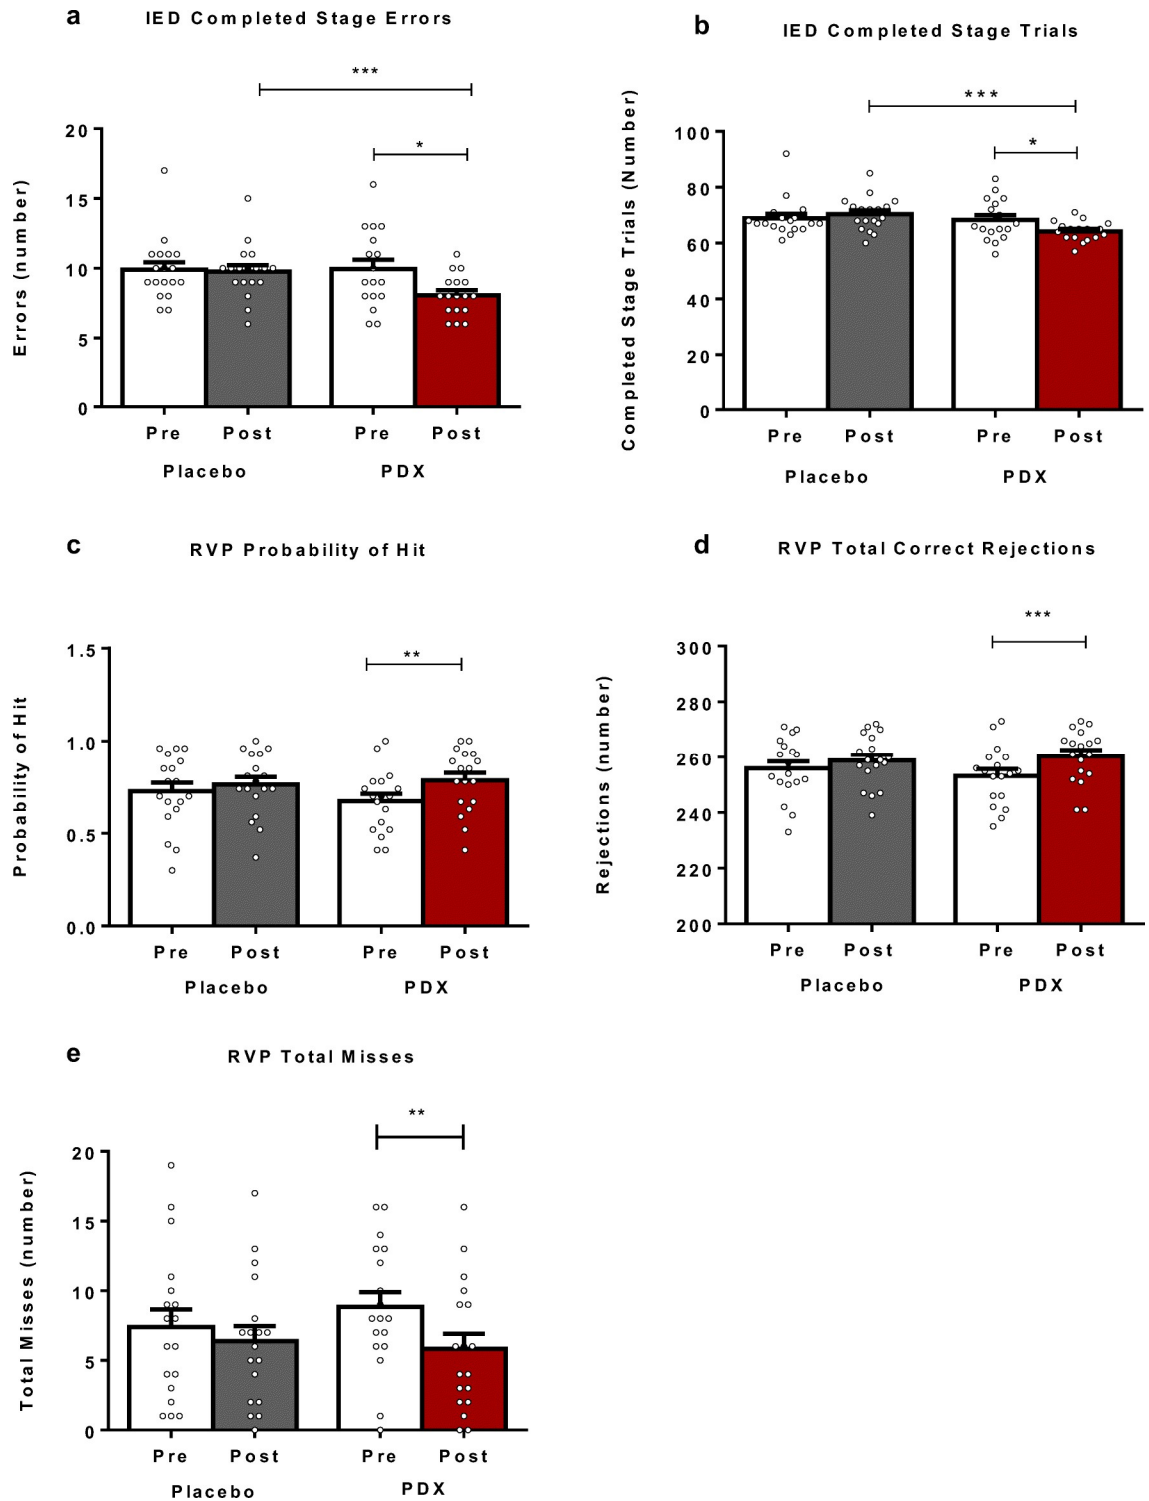 a
IED Completed Stage Errors
***
*
20
15
10
5
0
Errors (number)
Pre
Post
Pre
Post
Placebo
PDX
b
IED Completed Stage Trials
***
*
100
80
60
40
20
0
Completed Stage Trials (Number)
Pre
Post
Pre
Post
Placebo
PDX
c
RVP Probability of Hit
**
1.5
1.0
0.5
0.0
Probability of Hit
Pre
Post
Pre
Post
Placebo
PDX
d
RVP Total Correct Rejections
***
300
280
260
240
220
200
Rejections (number)
Pre
Post
Pre
Post
Placebo
PDX
e
RVP Total Misses
**
20
15
10
5
0
Total Misses (number)
Pre
Post
Pre
Post
Placebo
PDX